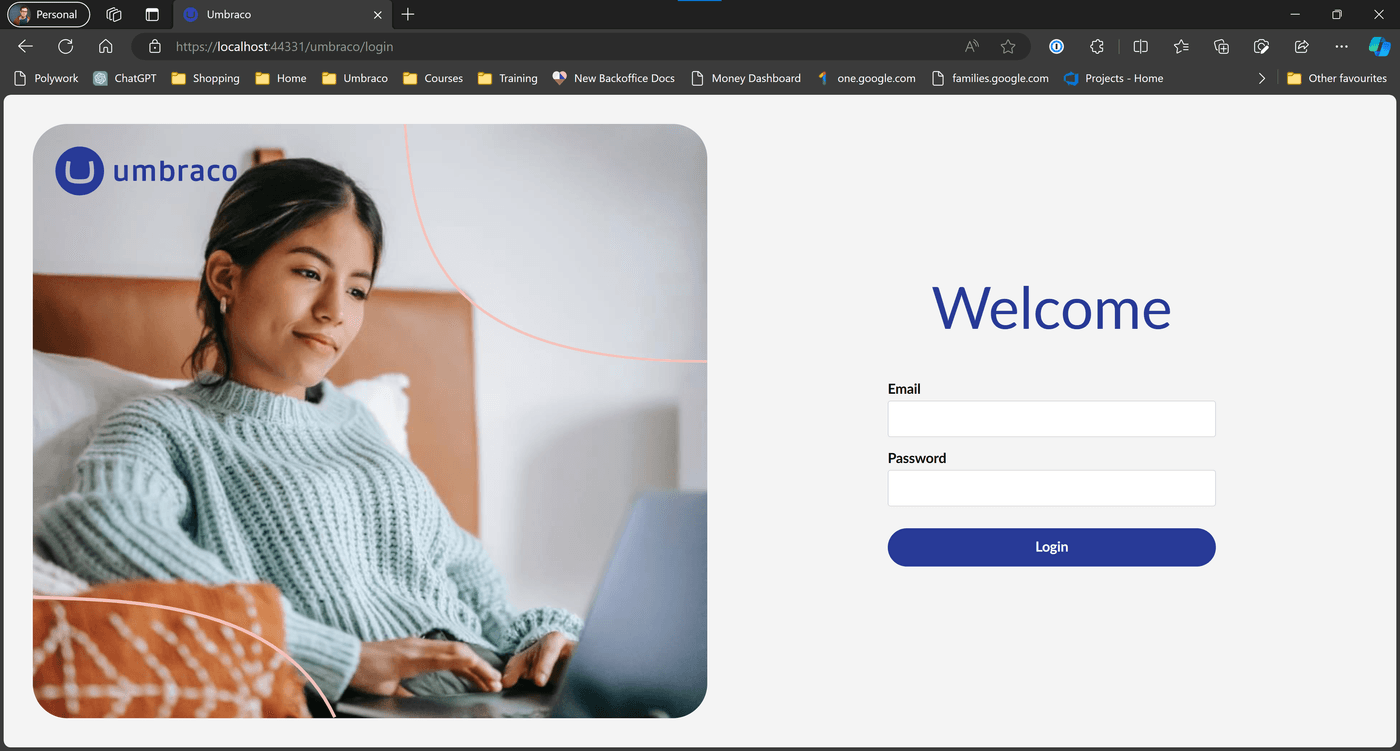 Personal
Umbraco
https://localhost:44331/umbraco/login
Polywork ChatGPT Shopping Home Umbraco Courses Training New Backoffice Docs Money Dashboard one.google.com families.google.com Projects - Home Other favourites
umbraco
Welcome
Email
Password
Login